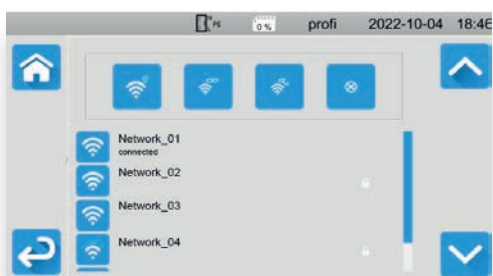 0 % profi 2022-10-04 18:46
Network_01
connected
Network_02
Network_03
Network_04